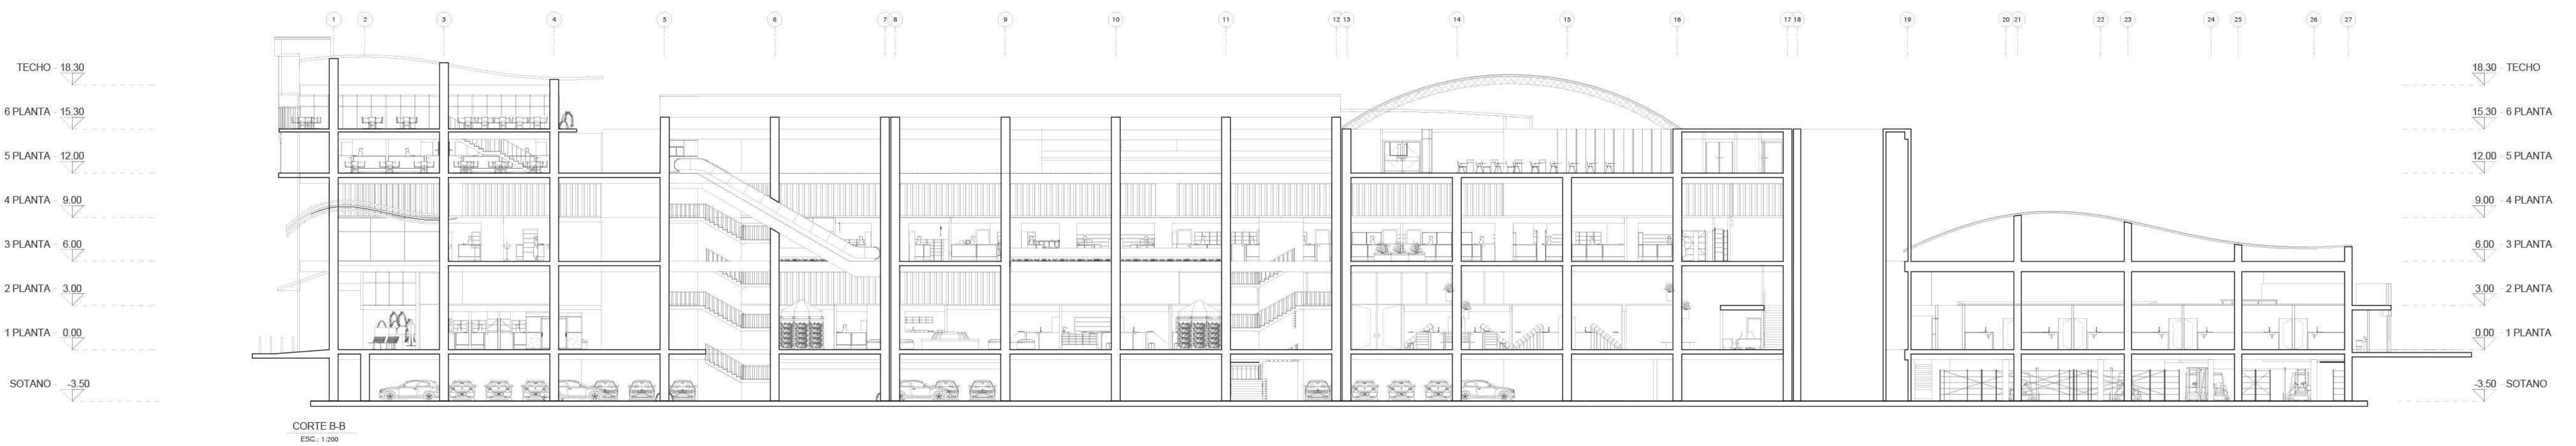 1 2 3 4 5 6 7 8 9 10 11 12 13 14 15 16 17 18 19 20 21 22 23 24 25 26 27
TECHO 18.30
6 PLANTA 15.30
5 PLANTA 12.00
4 PLANTA 9.00
3 PLANTA 6.00
2 PLANTA 3.00
1 PLANTA 0.00
SOTANO -3.50
18.30 TECHO
15.30 6 PLANTA
12.00 5 PLANTA
9.00 4 PLANTA
6.00 3 PLANTA
3.00 2 PLANTA
0.00 1 PLANTA
-3.50 SOTANO
CORTE B-B
ESC.: 1:200